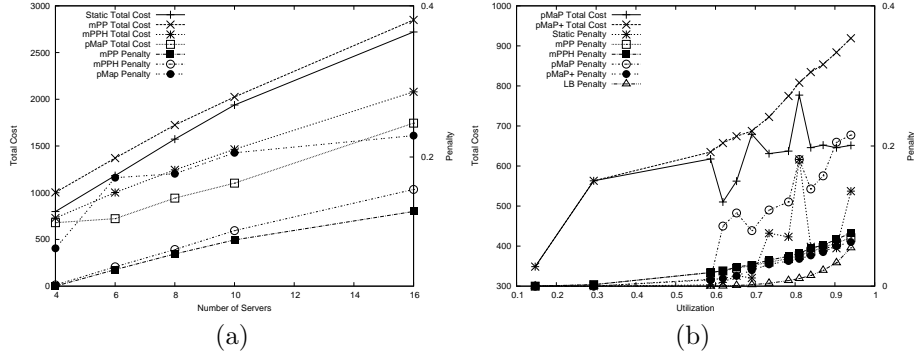 Static Total Cost
mPP Total Cost
mPPH Total Cost
pMaP Total Cost
mPP Penalty
mPPH Penalty
pMap Penalty
3000
2500
2000
1500
1000
500
0
Total Cost
4
6
8
10
12
14
16
Number of Servers
0.4
0.2
0
Penalty
(a)
pMaP Total Cost
pMaP+ Total Cost
Static Penalty
mPP Penalty
mPPH Penalty
pMaP Penalty
pMaP+ Penalty
LB Penalty
1000
900
800
700
600
500
400
300
Total Cost
0.1
0.2
0.3
0.4
0.5
0.6
0.7
0.8
0.9
1
Utilization
0.4
0.2
0
Penalty
(b)